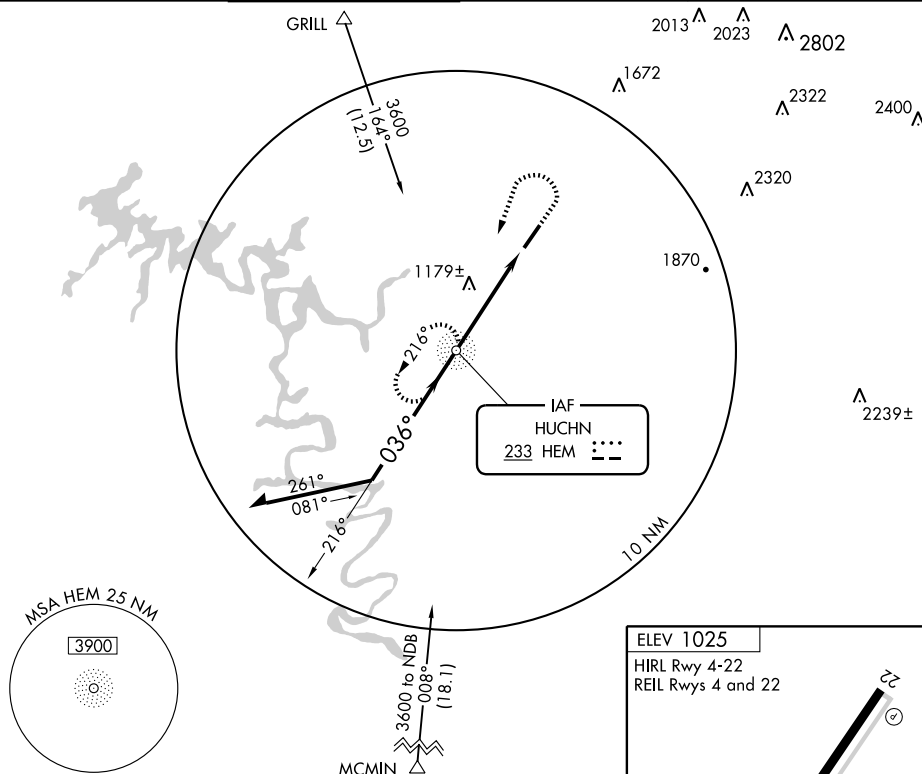 GRILL
2013
2023
2802
1672
2322
2400
3600
164°
(12.5)
2320
1870
1179±
216°
IAF
HUCHN
233 HEM
2239±
036°
261°
081°
216°
10 NM
MSA HEM 25 NM
3900
3600 to NDB
008°
(18.1)
MCMIN
ELEV 1025
HIRL Rwy 4-22
REIL Rwys 4 and 22
22
P